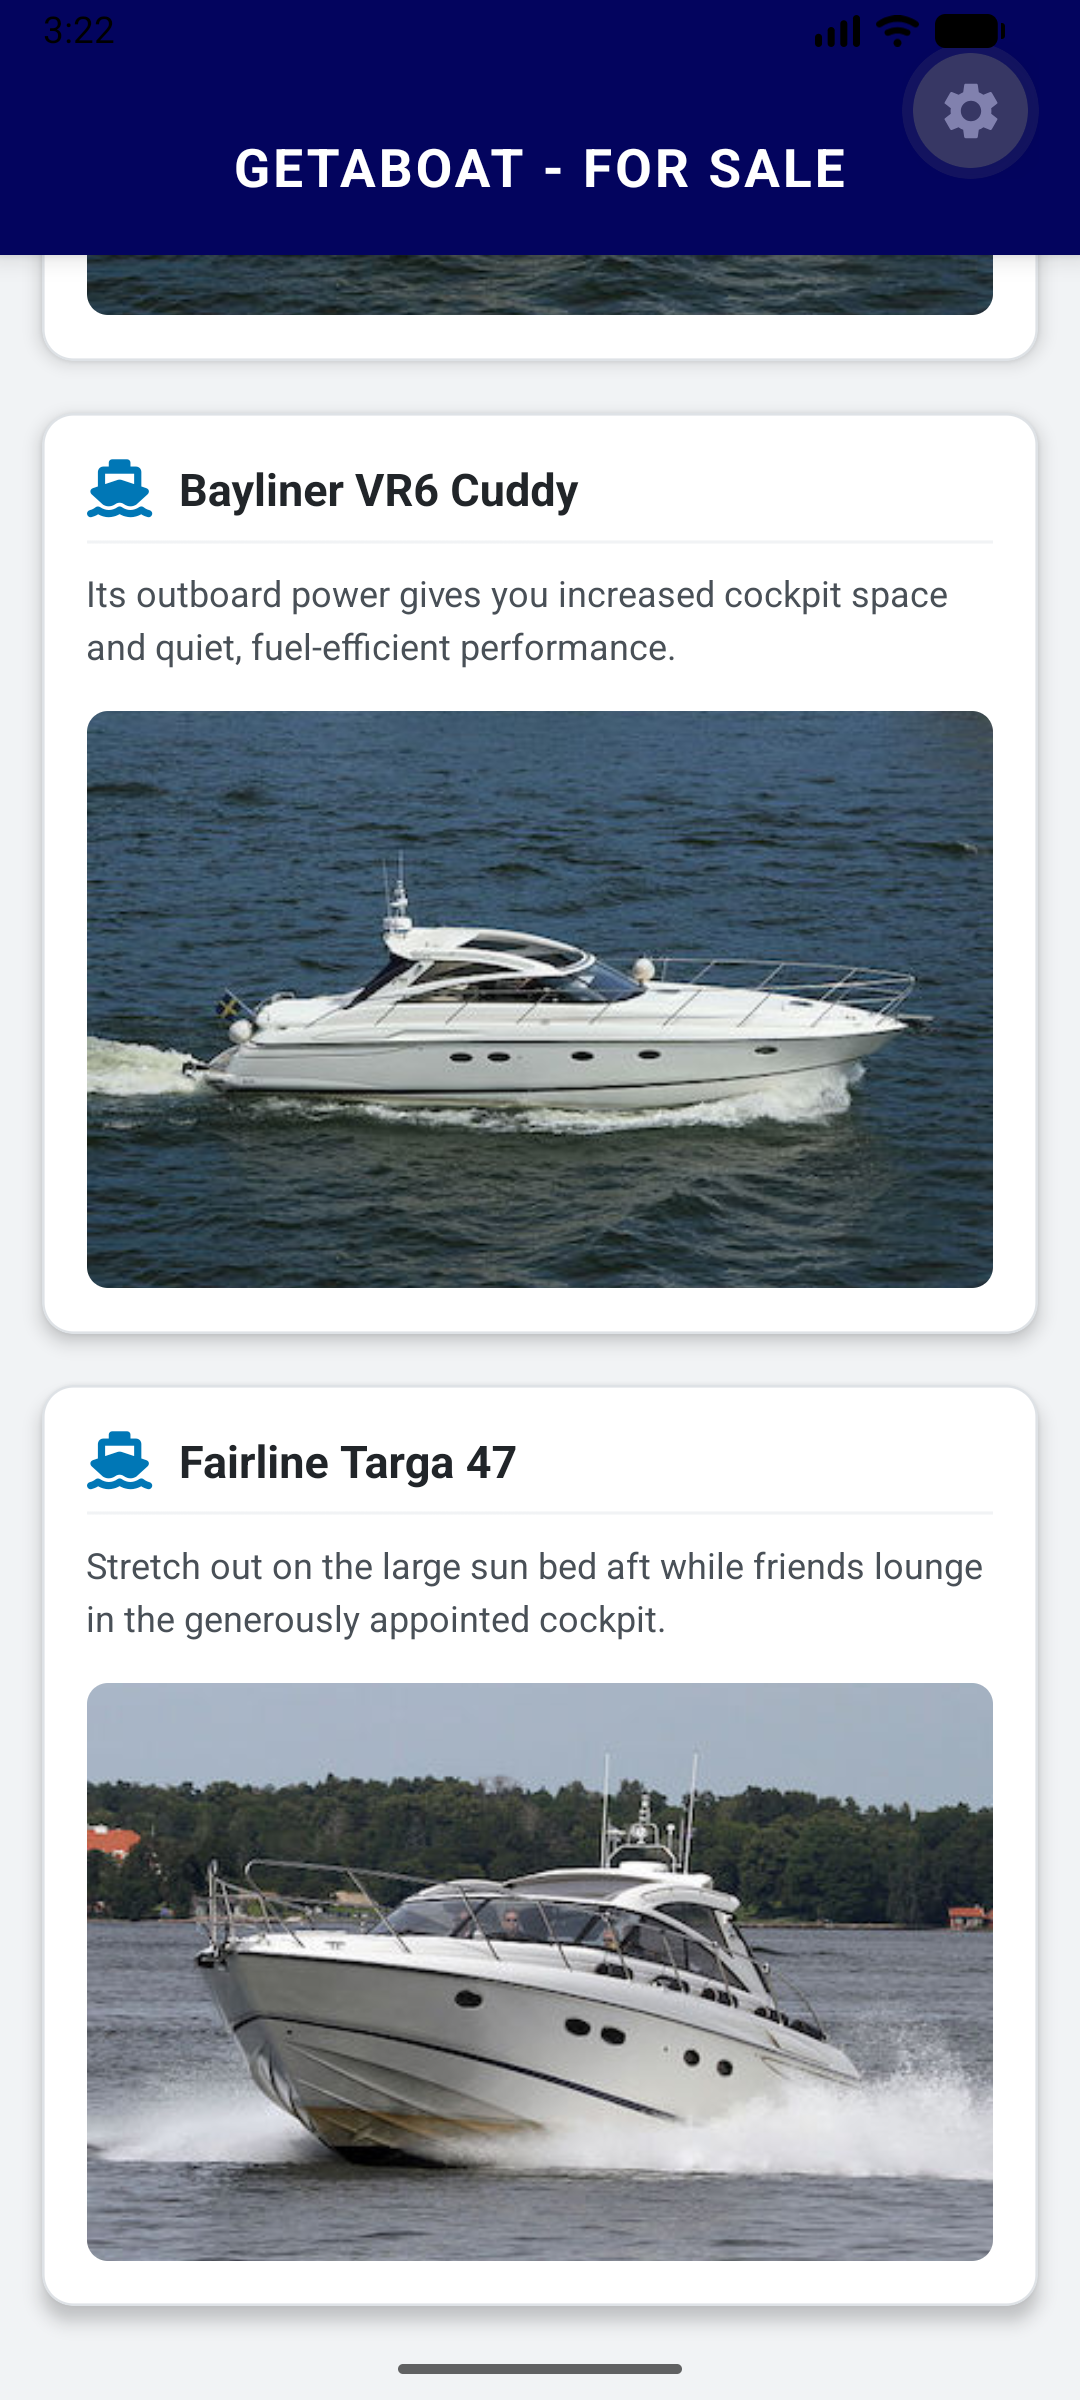 3:22
GETABOAT - FOR SALE
Bayliner VR6 Cuddy
Its outboard power gives you increased cockpit space
and quiet, fuel-efficient performance.
Fairline Targa 47
Stretch out on the large sun bed aft while friends lounge
in the generously appointed cockpit.